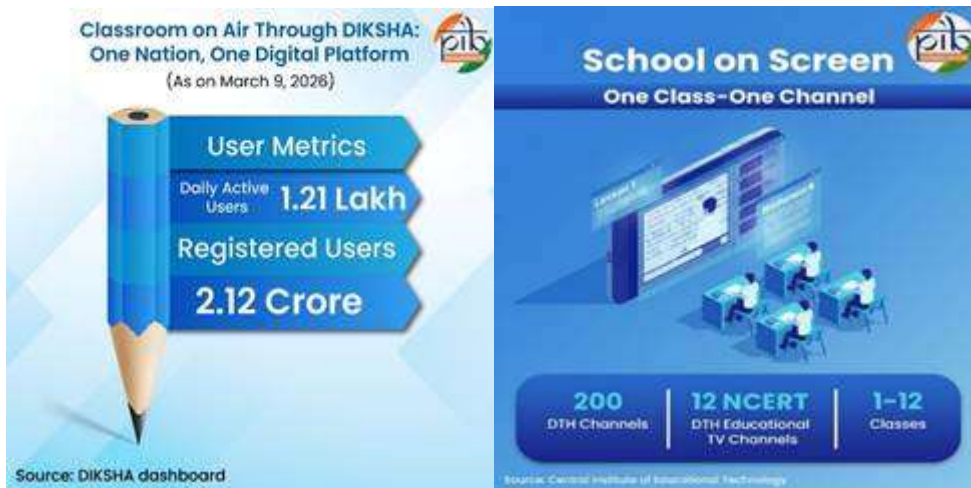 Classroom on Air Through DIKSHA:
One Nation, One Digital Platform
(As on March 9, 2026)
pib
User Metrics
Daily Active
Users
1.21 Lakh
Registered Users
2.12 Crore
Source: DIKSHA dashboard
pib
School on Screen
One Class-One Channel
200
DTH Channels
12 NCERT
DTH Educational
TV Channels
1-12
Classes
Source: Central Institute of Educational Technology